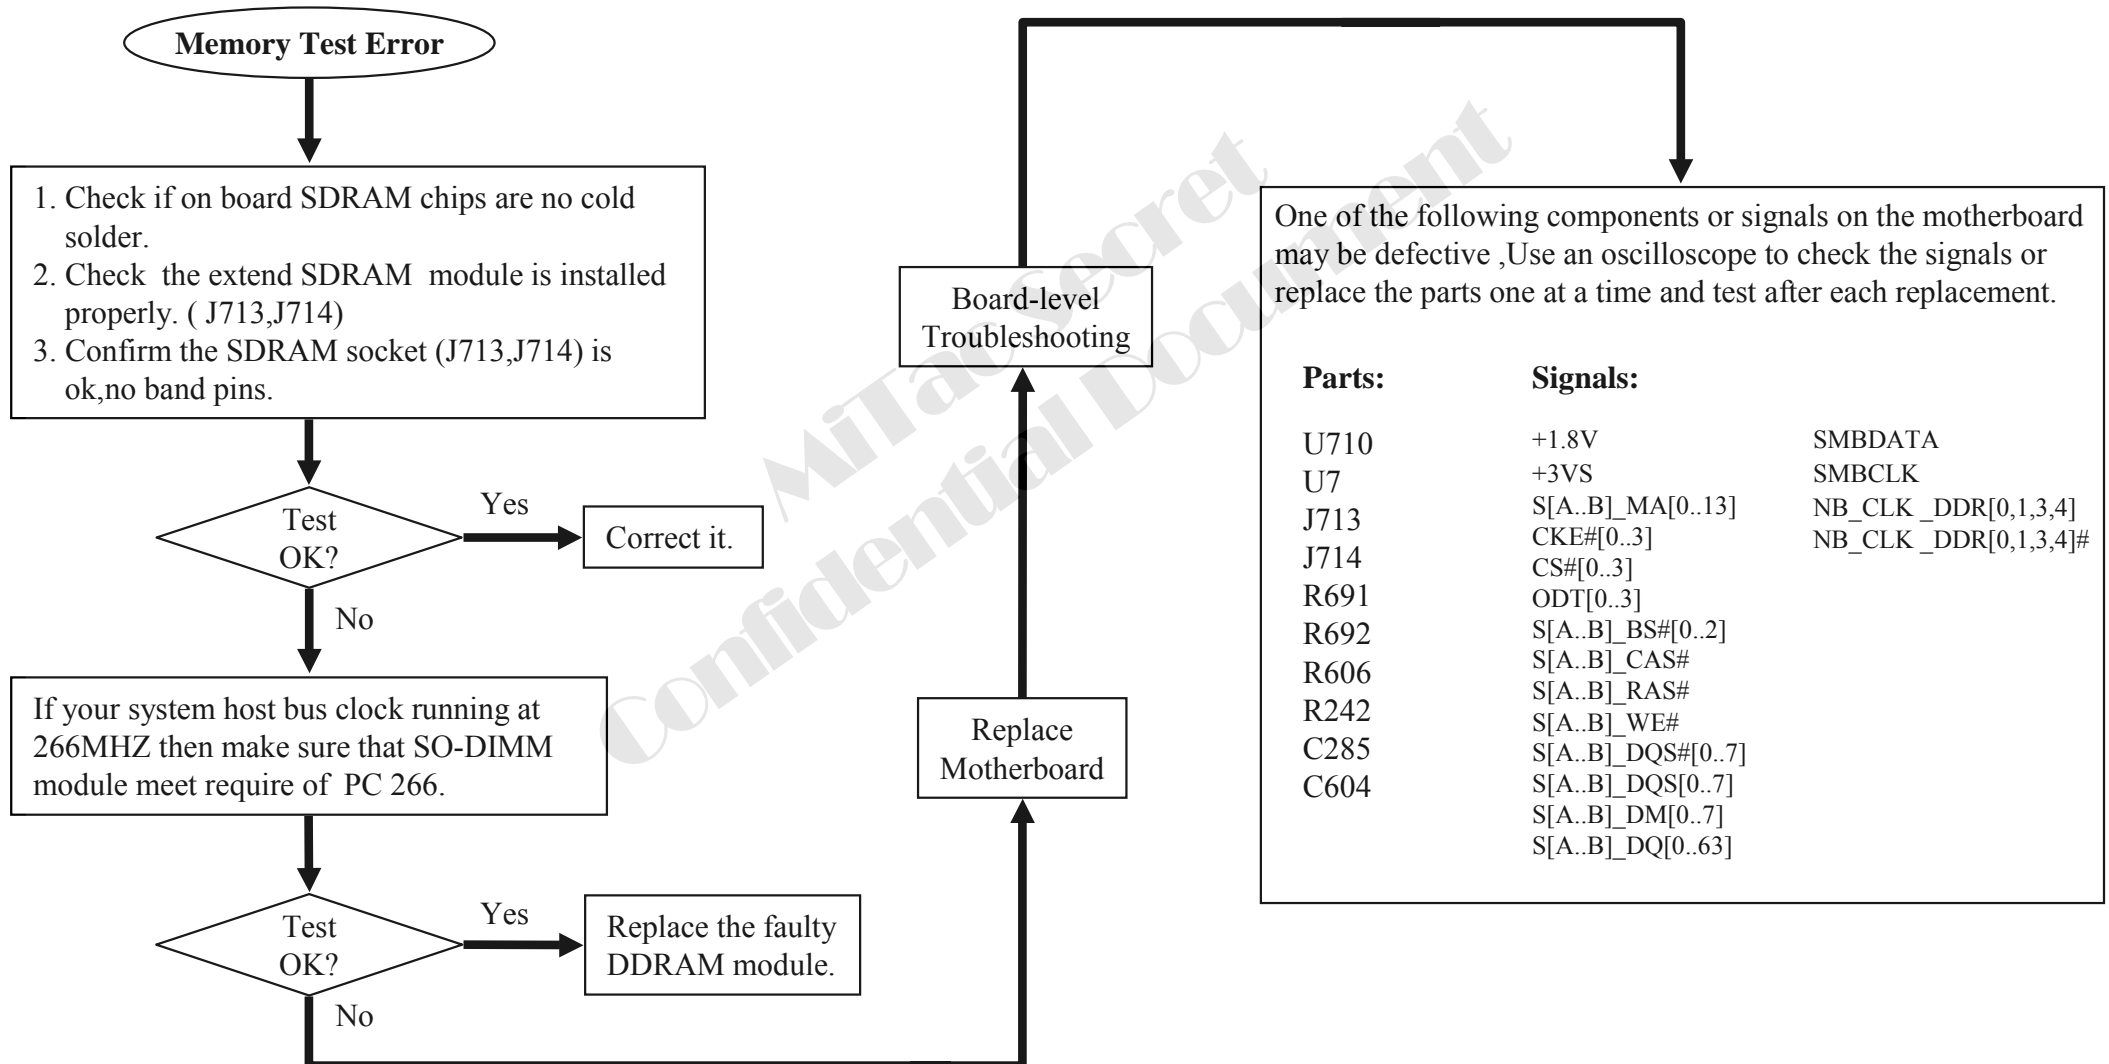 Memory Test Error
1. Check if on board SDRAM chips are no cold
solder.
2. Check the extend SDRAM module is installed
properly. ( J713,J714)
3. Confirm the SDRAM socket (J713,J714) is
ok,no band pins.
Test
OK?
Yes
Correct it.
No
If your system host bus clock running at
266MHZ then make sure that SO-DIMM
module meet require of PC 266.
Test
OK?
Yes
Replace the faulty
DDRAM module.
No
Replace
Motherboard
Board-level
Troubleshooting
One of the following components or signals on the motherboard
may be defective ,Use an oscilloscope to check the signals or
replace the parts one at a time and test after each replacement.
Parts:
U710
U7
J713
J714
R691
R692
R606
R242
C285
C604
Signals:
+1.8V
+3VS
S[A..B]_MA[0..13]
CKE#[0..3]
CS#[0..3]
ODT[0..3]
S[A..B]_BS#[0..2]
S[A..B]_CAS#
S[A..B]_RAS#
S[A..B]_WE#
S[A..B]_DQS#[0..7]
S[A..B]_DQS[0..7]
S[A..B]_DM[0..7]
S[A..B]_DQ[0..63]
SMBDATA
SMBCLK
NB_CLK _DDR[0,1,3,4]
NB_CLK _DDR[0,1,3,4]#
MiTac Secret
Confidential Document